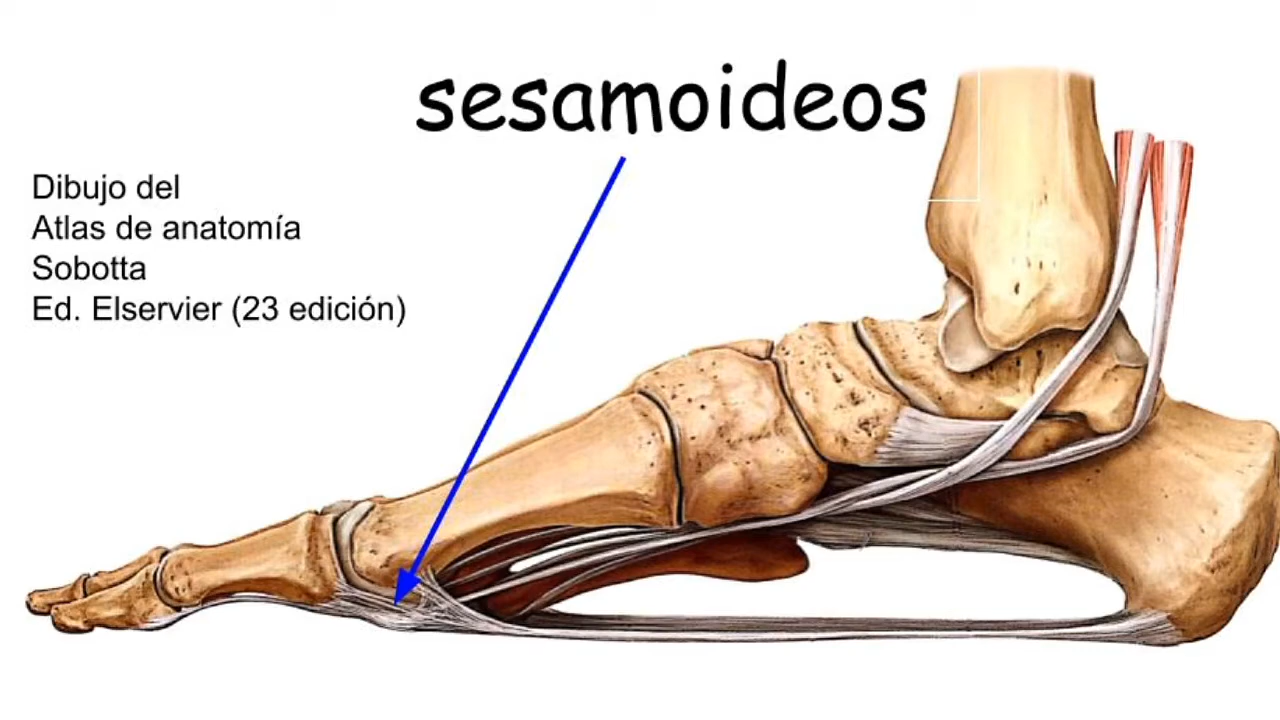 sesamoideos
Dibujo del
Atlas de anatomía
Sobotta
Ed. Elservier (23 edición)